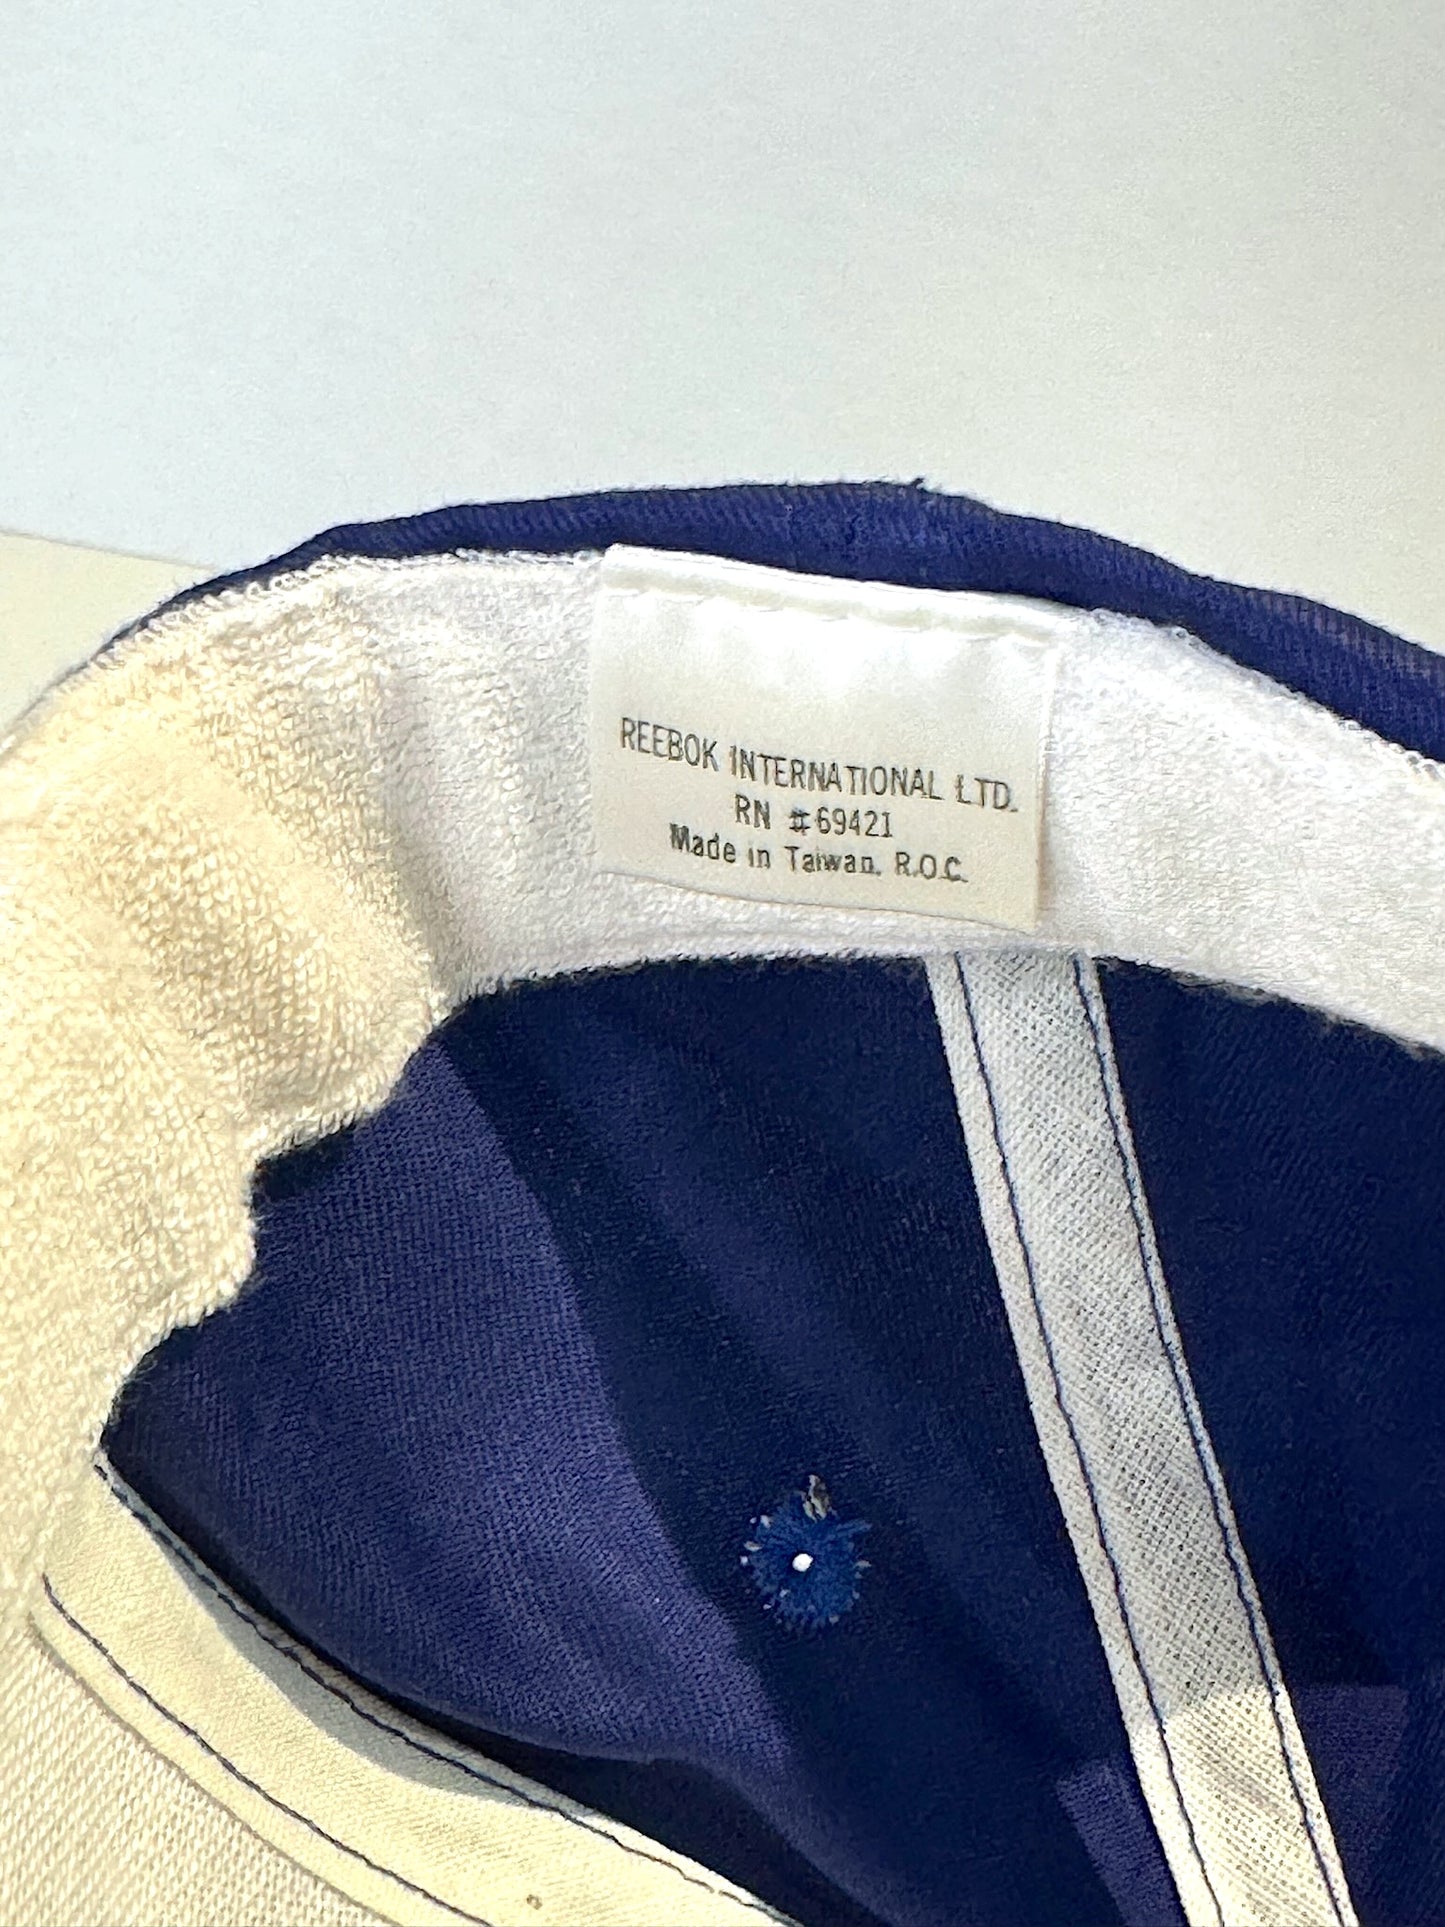 REEBOK INTERNATIONAL LTD.
RN #69421
Made in Taiwan. R.O.C.